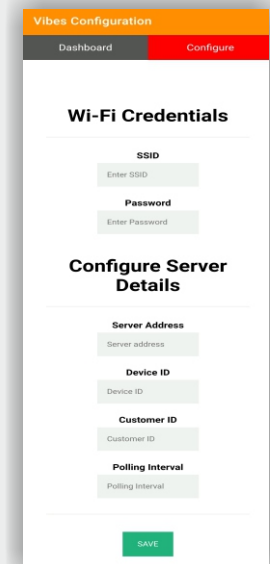 Vibes Configuration
Dashboard Configure
Wi-Fi Credentials
SSID
Enter SSID
Password
Enter Password
Configure Server
Details
Server Address
Server address
Device ID
Device ID
Customer ID
Customer ID
Polling Interval
Polling Interval
SAVE